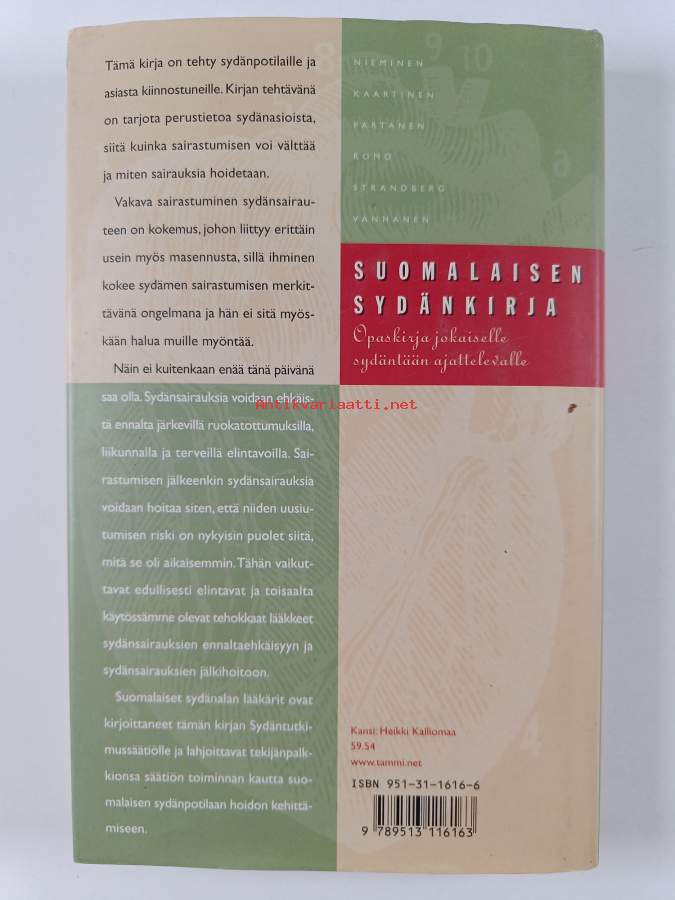 Tämä kirja on tehty sydänpotilaille ja
asiasta kiinnostuneille. Kirjan tehtävänä
on tarjota perustietoa sydänasioista,
siitä kuinka sairastumisen voi välttää
ja miten sairauksia hoidetaan.
Vakava sairastuminen sydänsairau-
teen on kokemus, johon liittyy erittäin
usein myös masennusta, sillä ihminen
kokee sydämen sairastumisen merkit-
tävänä ongelmana ja hän ei sitä myös-
kään halua muille myöntää.
Näin ei kuitenkaan enää tänä päivänä
saa olla. Sydänsairauksia voidaan ehkäis-
tä ennalta järkevillä ruokatottumuksilla,
liikunnalla ja terveillä elintavoilla. Sai-
rastumisen jälkeenkin sydänsairauksia
voidaan hoitaa siten, että niiden uusiu-
tumisen riski on nykyisin puolet siitä,
mitä se oli aikaisemmin. Tähän vaikut-
tavat edullisesti elintavat ja toisaalta
käytössämme olevat tehokkaat lääkkeet
sydänsairauksien ennaltaehkäisyyn ja
sydänsairauksien jälkihoitoon.
Suomalaiset sydänalan lääkärit ovat
kirjoittaneet tämän kirjan Sydäntutki-
mussäätiölle ja lahjoittavat tekijänpalk-
kionsa säätiön toiminnan kautta suo-
malaisen sydänpotilaan hoidon kehittä-
miseen.
8
9
10
6
4
NIEMINEN
KAARTINEN
PARTANEN
ROMO
STRANDBERG
VANHANEN
SUOMALAISEN
SYDÄNKIRJA
Opaskirja jokaiselle
sydäntään ajattelevalle
Antikvariaatti.net
Kansi: Heikki Kalliomaa
59.54
www.tammi.net
ISBN 951-31-1616-6
9 789513 116163